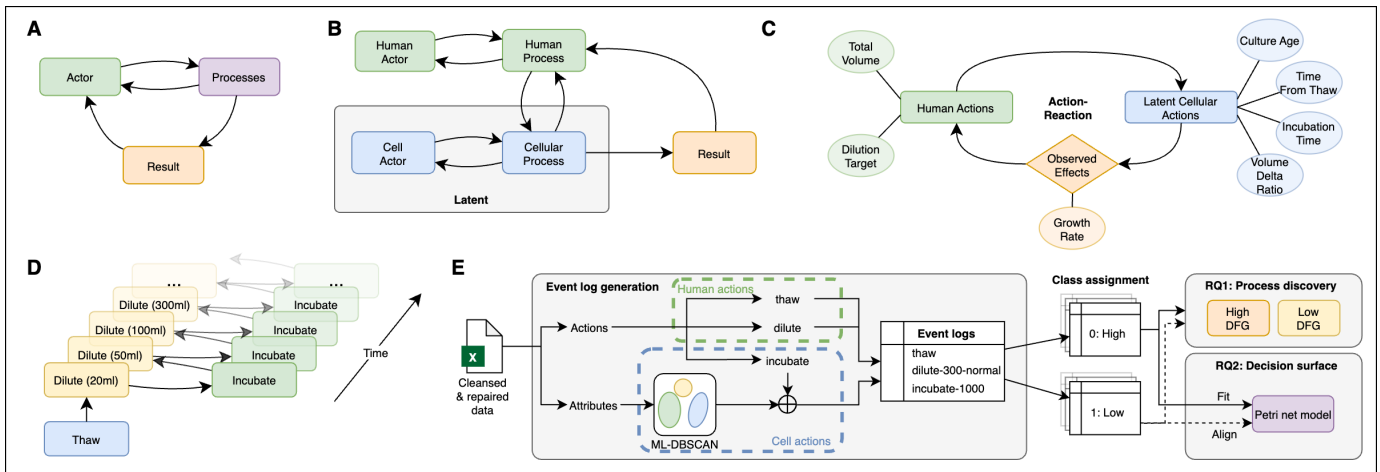 A
Actor
Processes
Result
B
Human
Actor
Human
Process
Cell
Actor
Cellular
Process
Result
Latent
C
Total
Volume
Dilution
Target
Human Actions
Action-
Reaction
Latent Cellular
Actions
Observed
Effects
Growth
Rate
Culture Age
Time
From Thaw
Incubation
Time
Volume
Delta
Ratio
D
...
...
Dilute (300ml)
Incubate
Dilute (100ml)
Incubate
Dilute (50ml)
Incubate
Dilute (20ml)
Incubate
Thaw
Time
E
X
Cleansed
& repaired
data
Event log generation
Human actions
Actions
thaw
dilute
incubate
Attributes
ML-DBSCAN
Cell actions
Event logs
thaw
dilute-300-normal
incubate-1000
Class assignment
0: High
1: Low
RQ1: Process discovery
High
DFG
Low
DFG
RQ2: Decision surface
Fit
Petri net model
Align